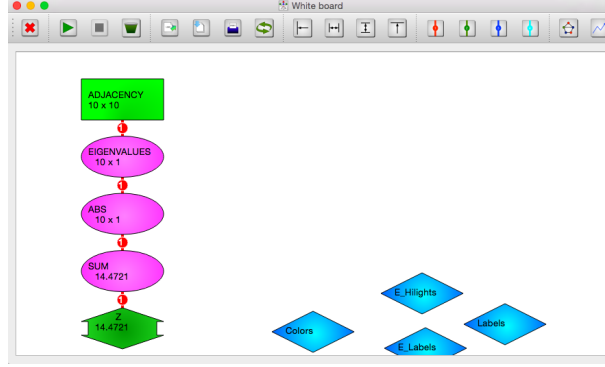 White board
ADJACENCY
10 x 10
1
EIGENVALUES
10 x 1
1
ABS
10 x 1
1
SUM
14.4721
1
Z
14.4721
E_Hilights
Colors
Labels
E_Labels